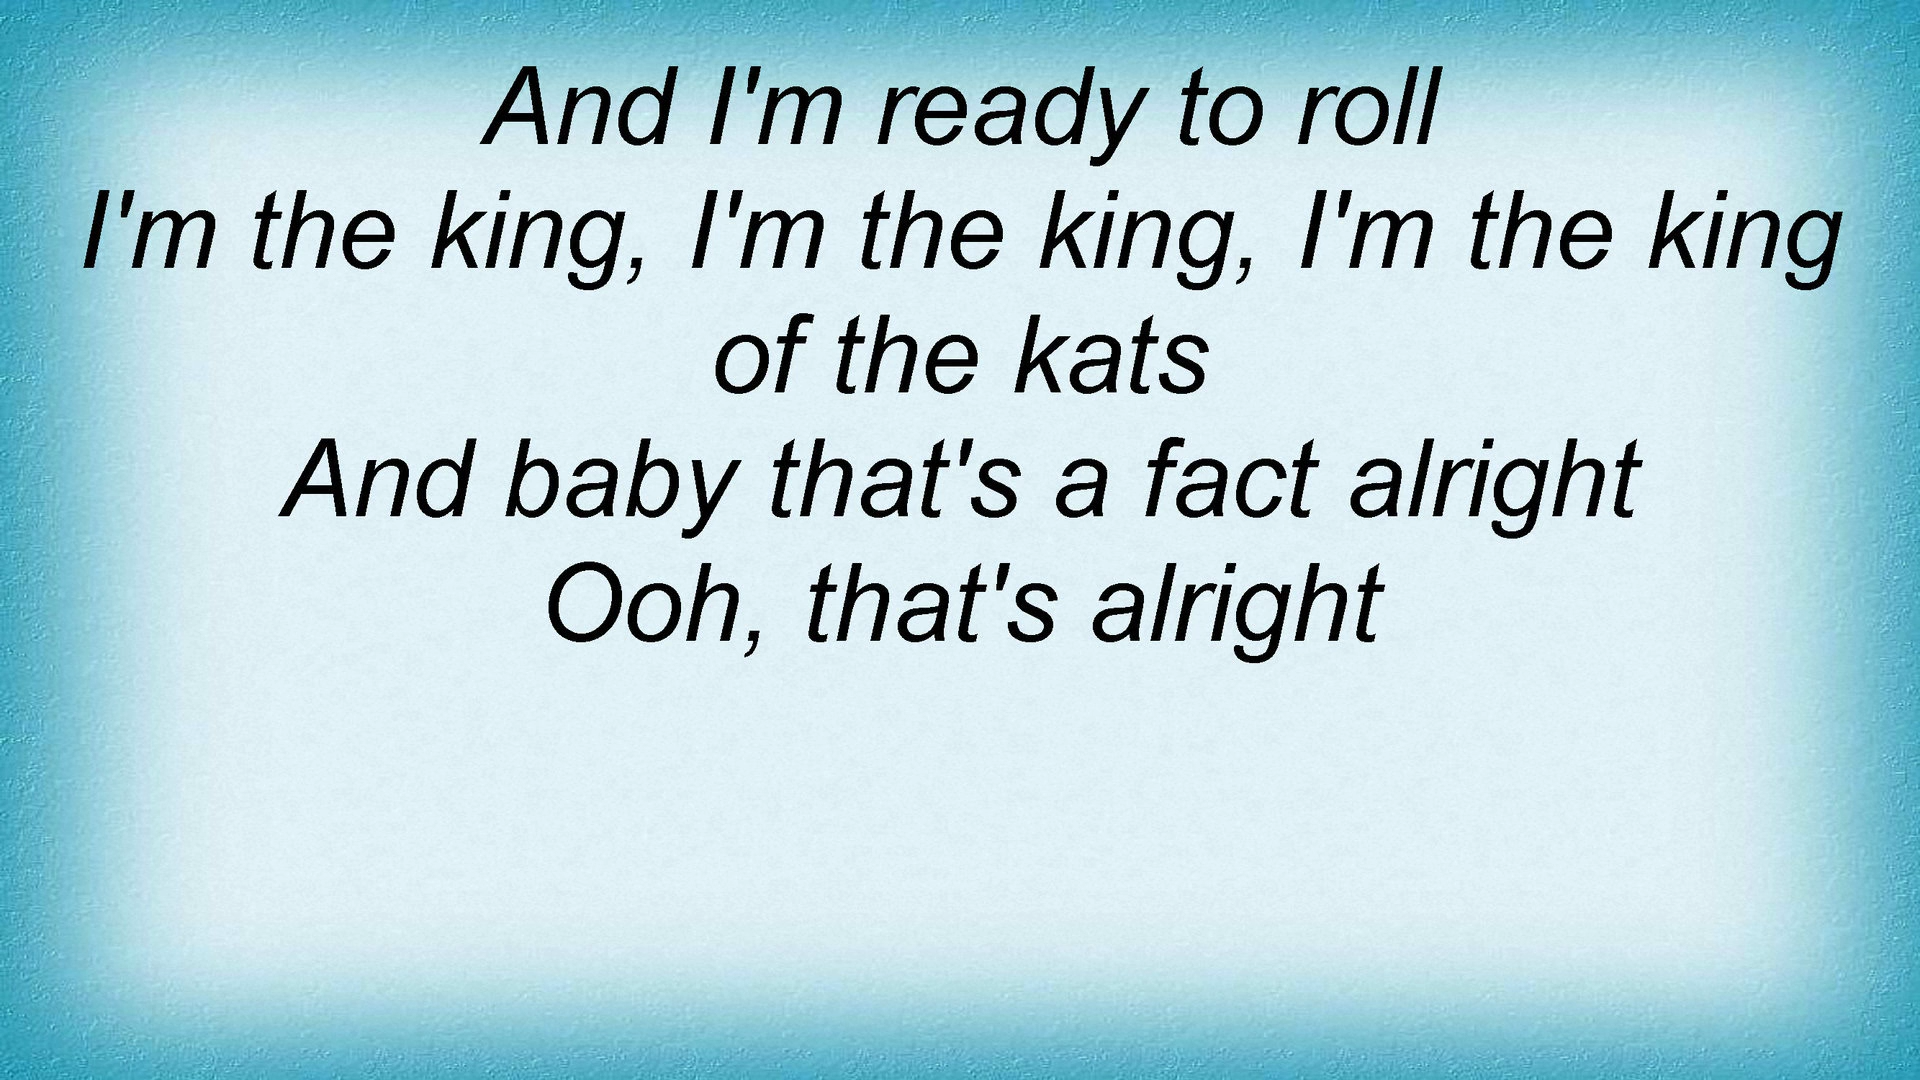 And I'm ready to roll
I'm the king, I'm the king, I'm the king
of the kats
And baby that's a fact alright
Ooh, that's alright